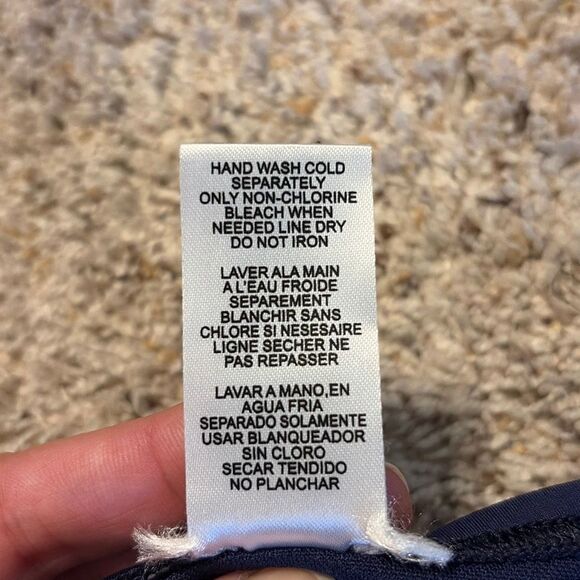 HAND WASH COLD
SEPARATELY
ONLY NON-CHLORINE
BLEACH WHEN
NEEDED LINE DRY
DO NOT IRON
LAVER ALA MAIN
A L'EAU FROIDE
SEPAREMENT
BLANCHIR SANS
CHLORE SI NESESAIRE
LIGNE SECHER NE
PAS REPASSER
LAVAR A MANO,EN
AGUA FRIA
SEPARADO SOLAMENTE
USAR BLANQUEADOR
SIN CLORO
SECAR TENDIDO
NO PLANCHAR